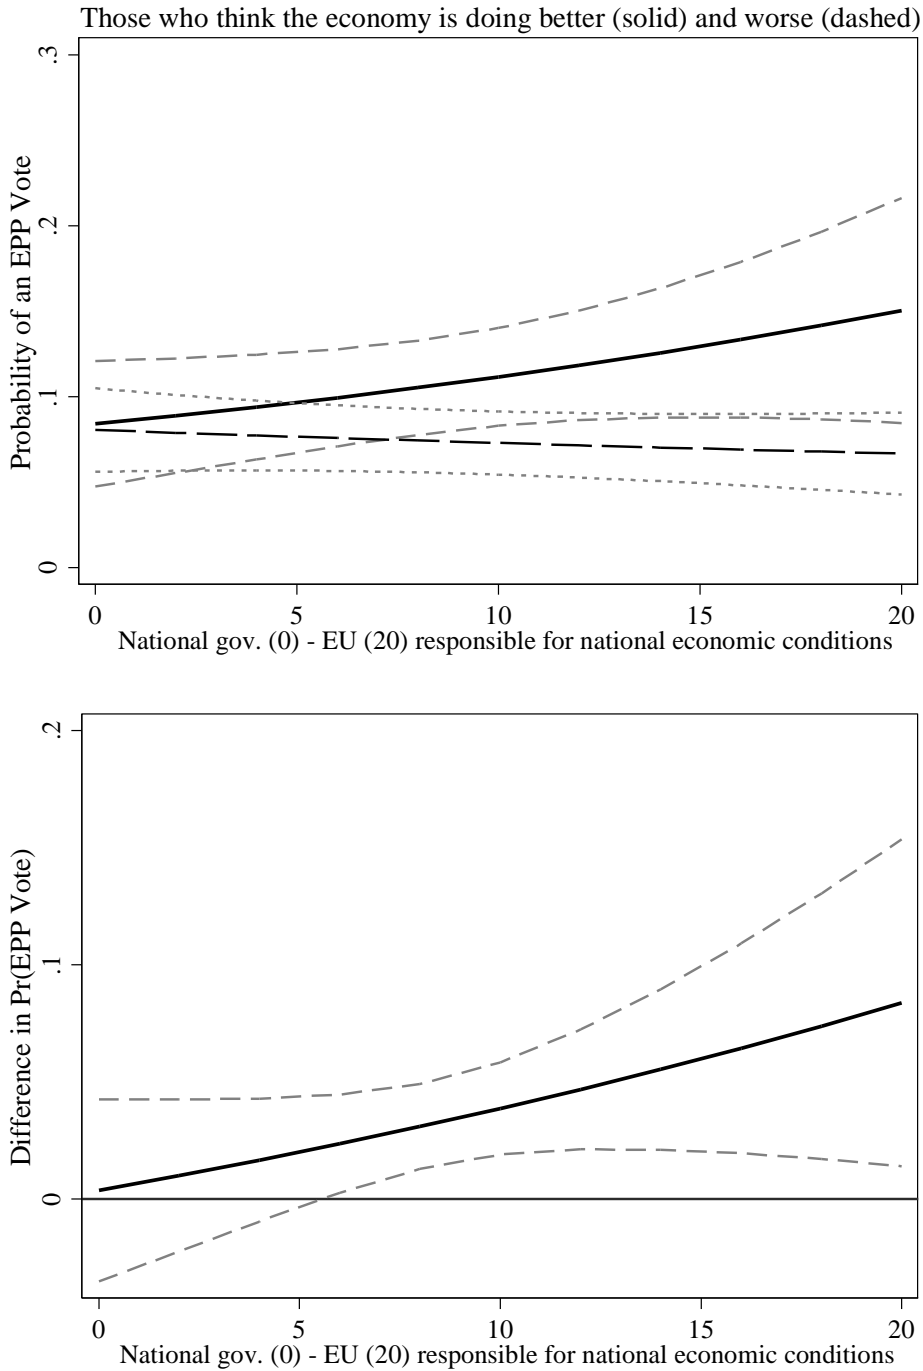 Those who think the economy is doing better (solid) and worse (dashed)
.3
.2
.1
0
Probability of an EPP Vote
0 5 10 15 20
National gov. (0) - EU (20) responsible for national economic conditions
.2
.1
0
Difference in Pr(EPP Vote)
0 5 10 15 20
National gov. (0) - EU (20) responsible for national economic conditions